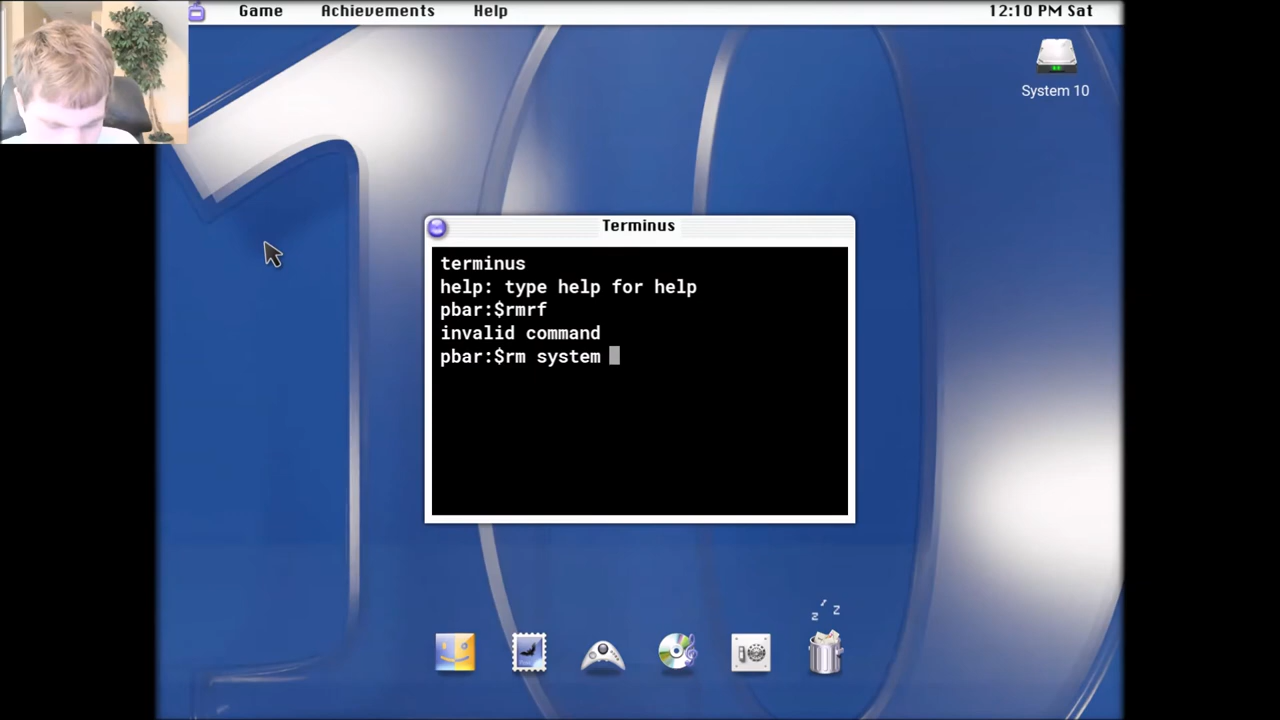 Game Achievements Help 12:10 PM Sat
System 10
Terminus
terminus
help: type help for help
pbar:$rmrf
invalid command
pbar:$rm system
z z z
10